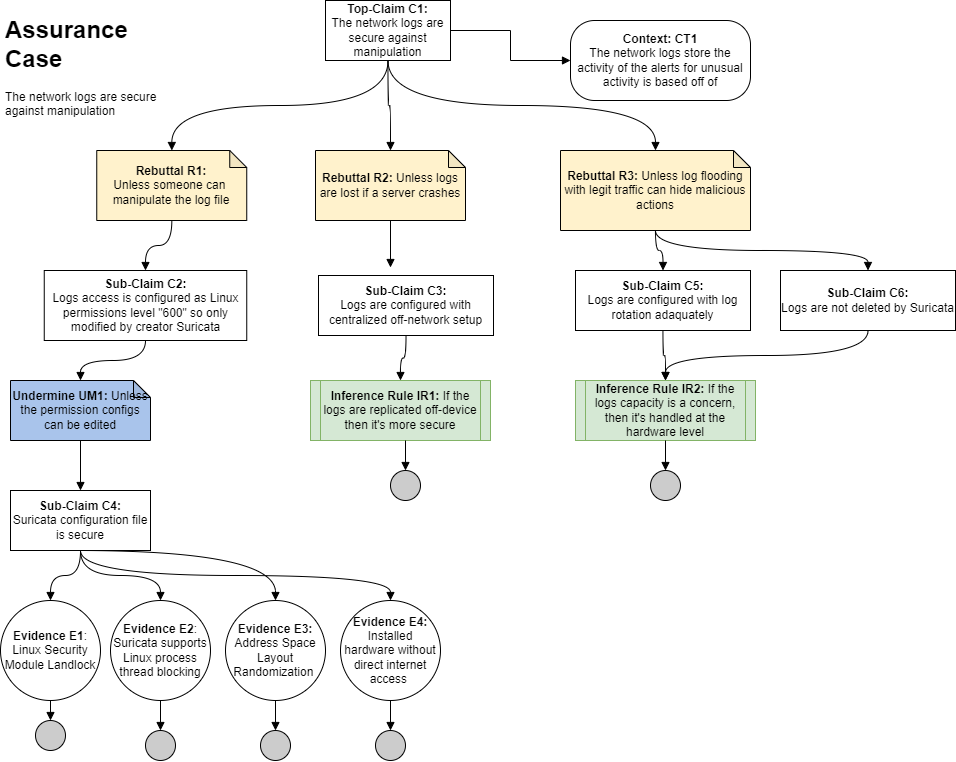 Assurance
Case
The network logs are secure
against manipulation
Top-Claim C1:
The network logs are
secure against
manipulation
Context: CT1
The network logs store the
activity of the alerts for unusual
activity is based off of
Rebuttal R1:
Unless someone can
manipulate the log file
Rebuttal R2: Unless logs
are lost if a server crashes
Rebuttal R3: Unless log flooding
with legit traffic can hide malicious
actions
Sub-Claim C2:
Logs access is configured as Linux
permissions level "600" so only
modified by creator Suricata
Sub-Claim C3:
Logs are configured with
centralized off-network setup
Sub-Claim C5:
Logs are configured with log
rotation adaquately
Sub-Claim C6:
Logs are not deleted by Suricata
Undermine UM1: Unless
the permission configs
can be edited
Inference Rule IR1: If the
logs are replicated off-device
then it's more secure
Inference Rule IR2: If the
logs capacity is a concern,
then it's handled at the
hardware level
Sub-Claim C4:
Suricata configuration file
is secure
Evidence E1:
Linux Security
Module Landlock
Evidence E2:
Suricata supports
Linux process
thread blocking
Evidence E3:
Address Space
Layout
Randomization
Evidence E4:
Installed
hardware without
direct internet
access